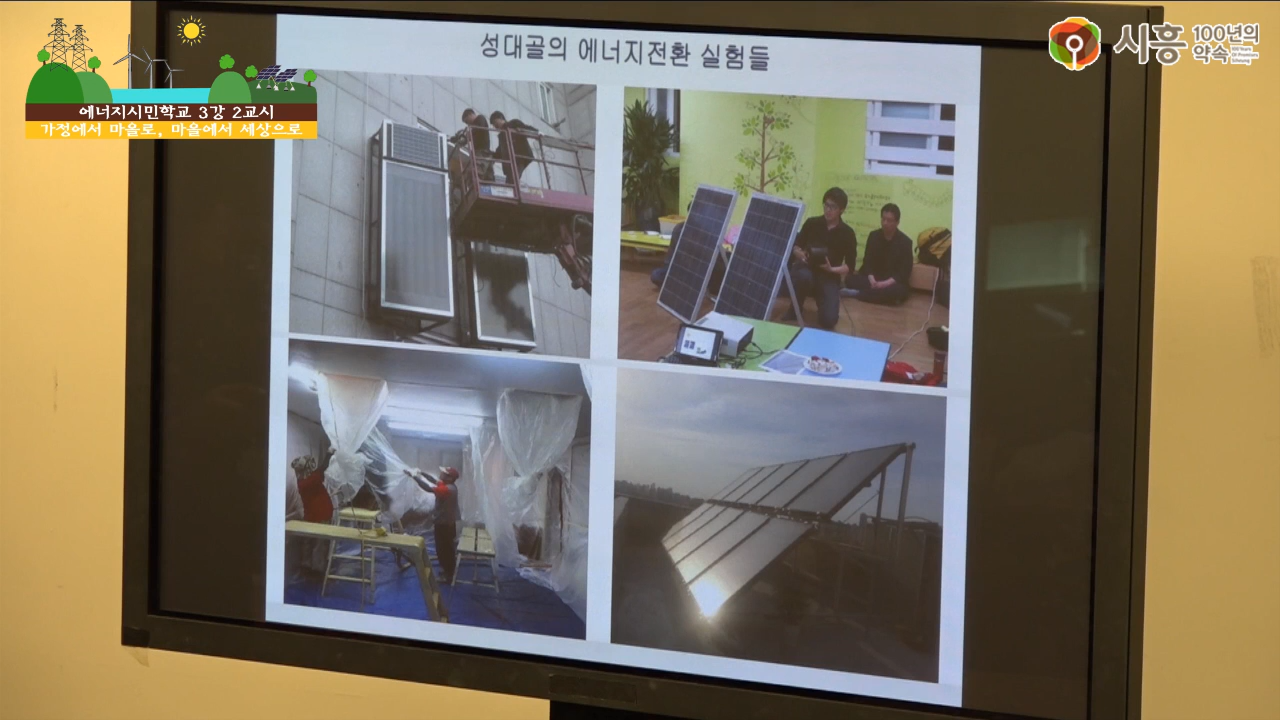 에너지시민학교 3강 2교시
가정에서 마을로, 마을에서 세상으로
성대골의 에너지전환 실험들
시흥 100년의 약속